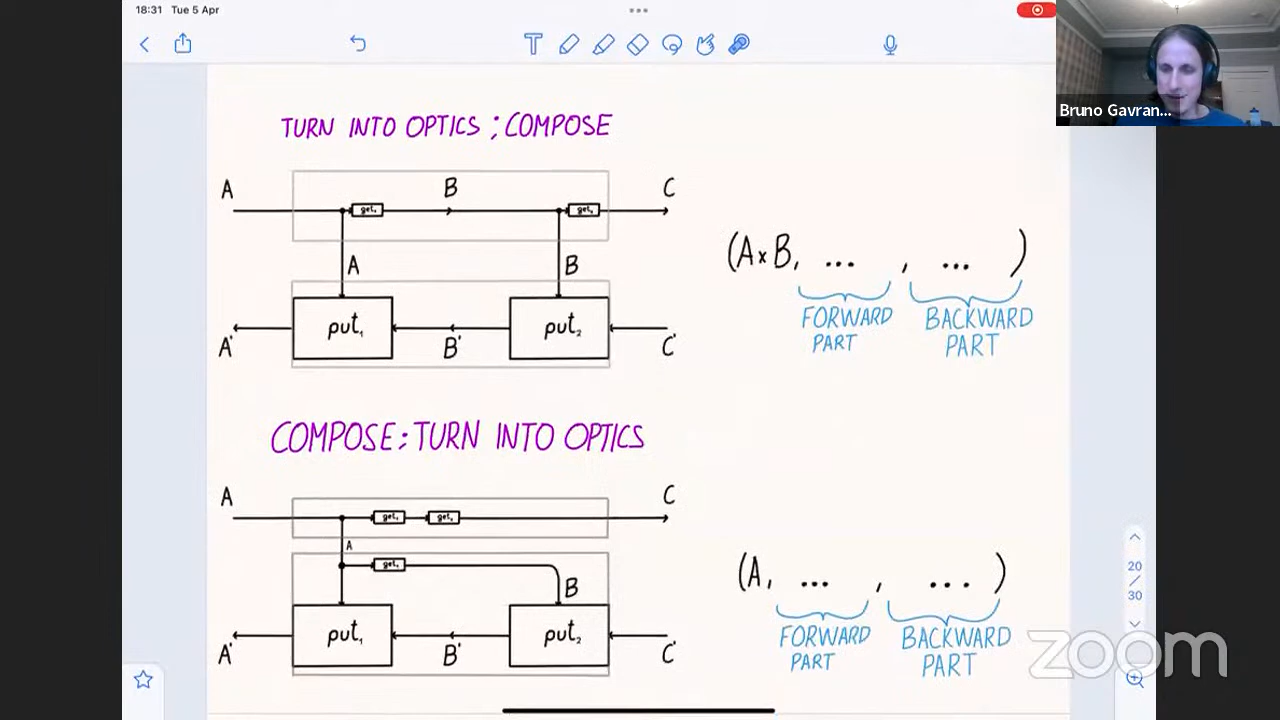 18:31 Tue 5 Apr
Bruno Gavran...
TURN INTO OPTICS ; COMPOSE
A B C
get₁ get₂
A B
put₁ put₂
A' B' C'
(A×B, ... , ... )
FORWARD PART
BACKWARD PART
COMPOSE ; TURN INTO OPTICS
A C
get₁ get₂
A
get₁
B
put₁ put₂
A' B' C'
(A, ... , ... )
FORWARD PART
BACKWARD PART
20
/
30
zoom